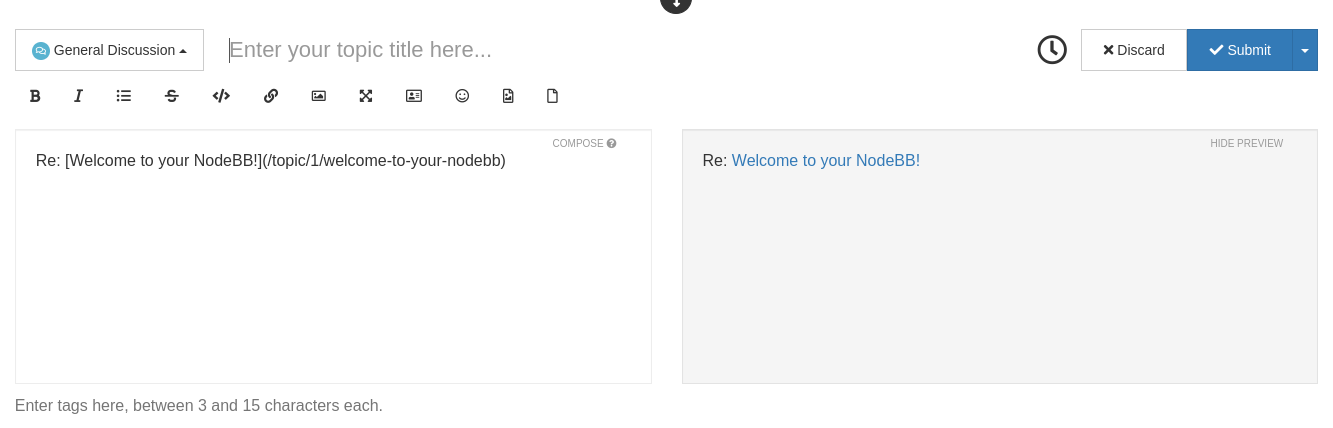 General Discussion
Enter your topic title here...
Discard
Submit
COMPOSE
Re: [Welcome to your NodeBB!](/topic/1/welcome-to-your-nodebb)
HIDE PREVIEW
Re: Welcome to your NodeBB!
Enter tags here, between 3 and 15 characters each.